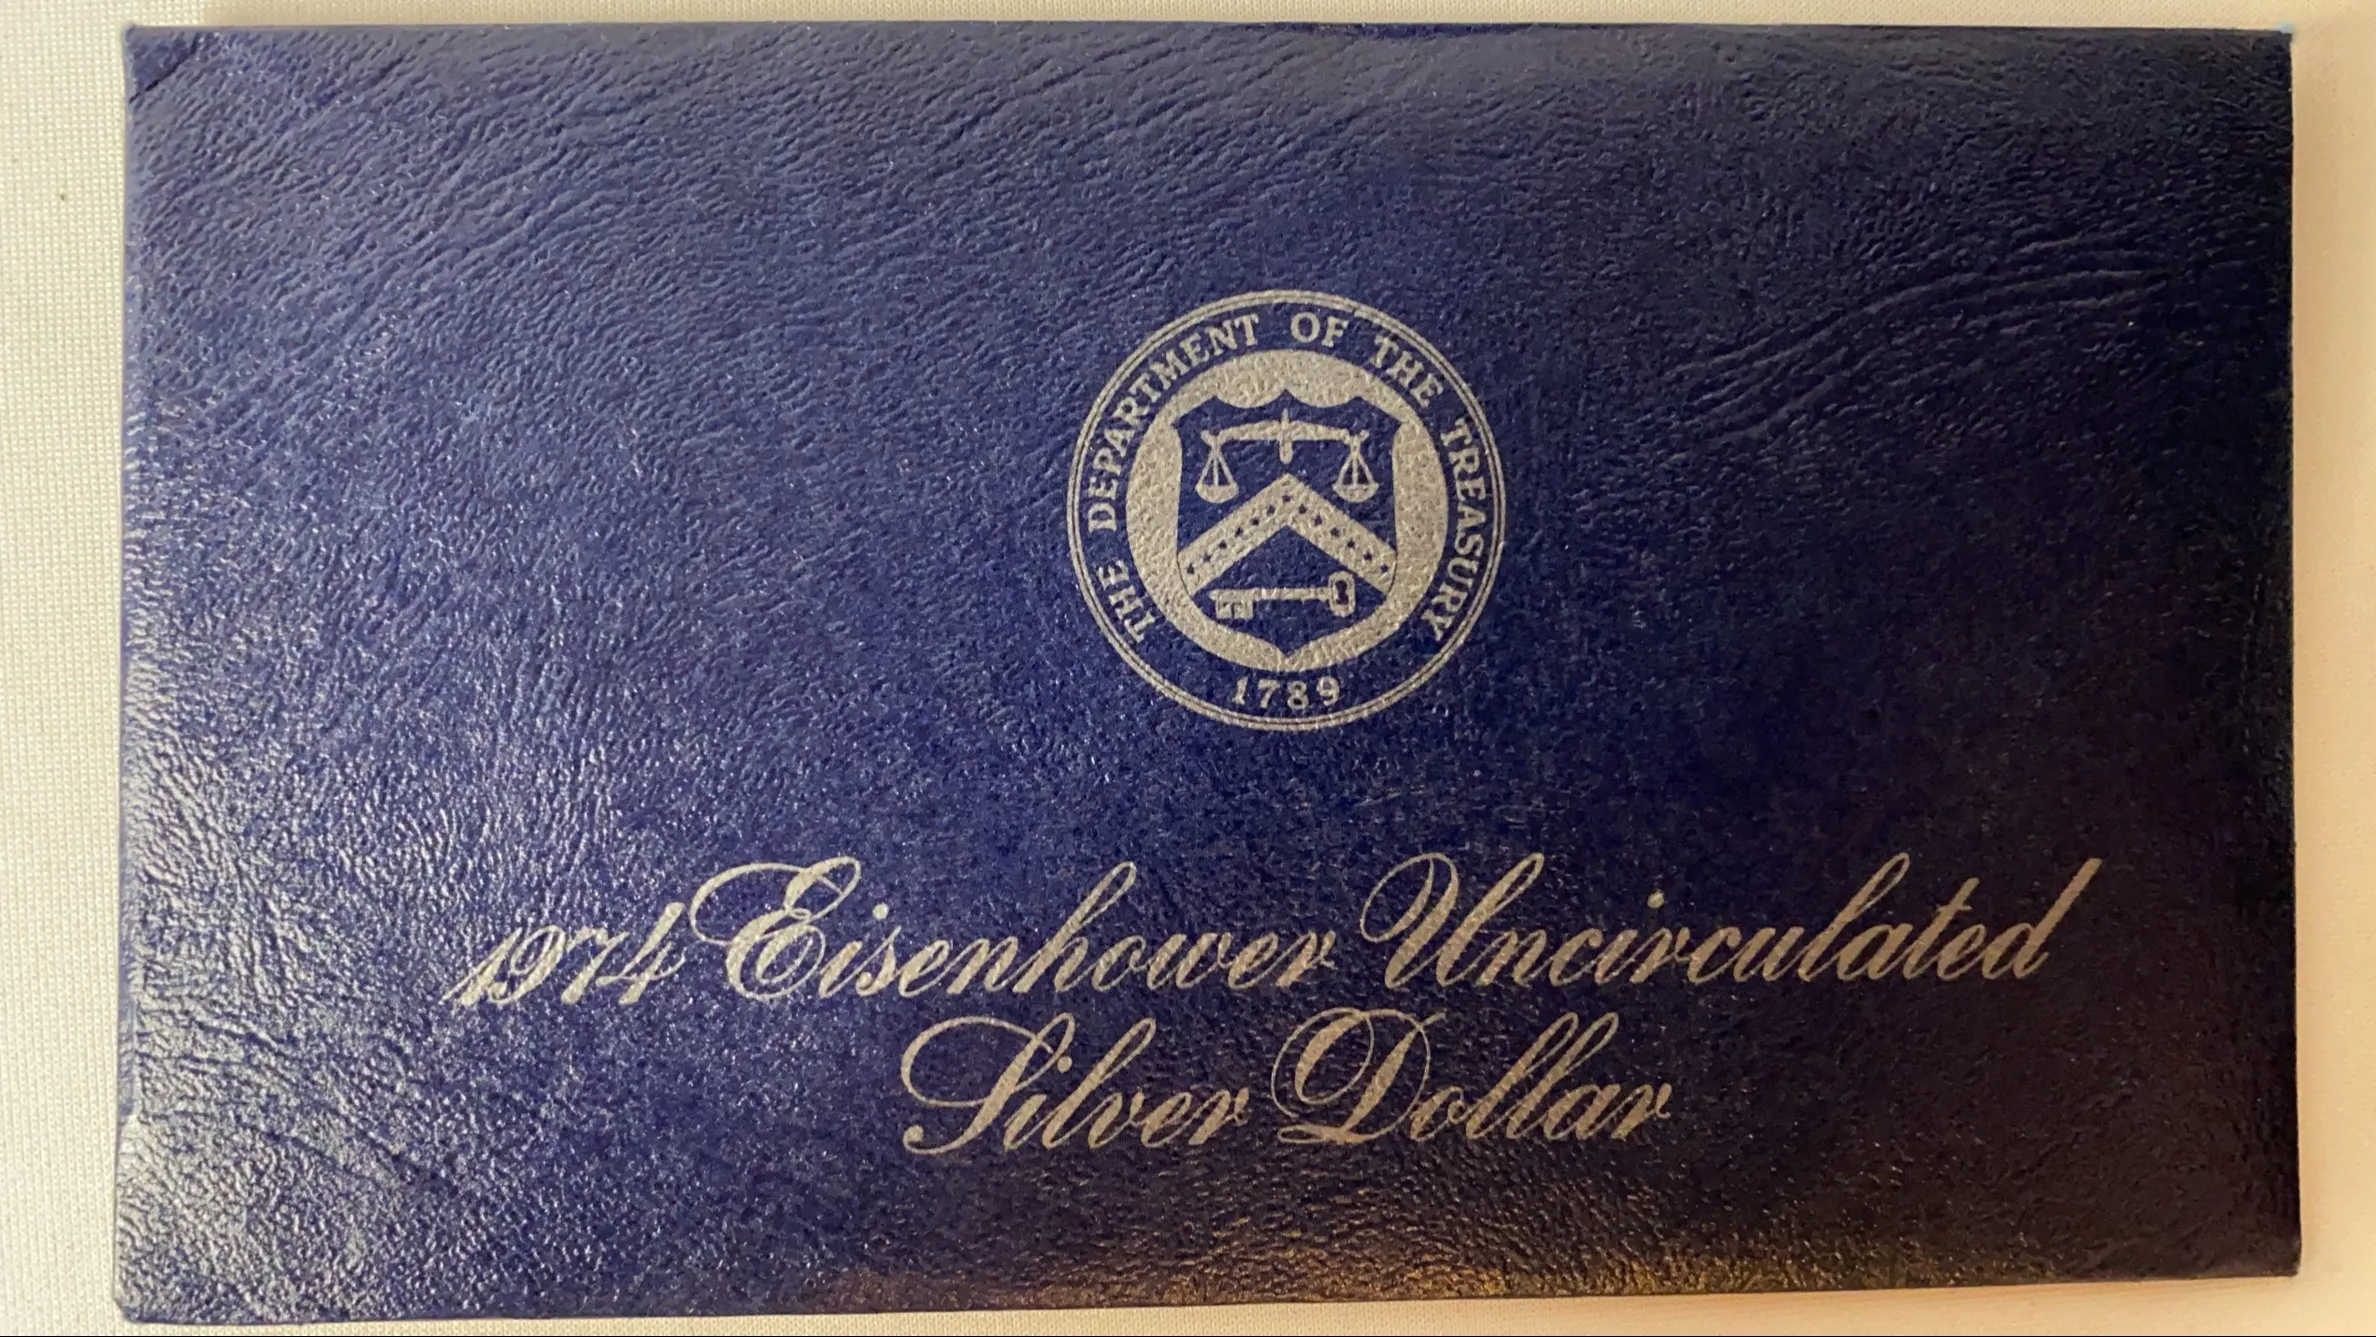 THE DEPARTMENT OF THE TREASURY
1789
1974 Eisenhower Uncirculated
Silver Dollar